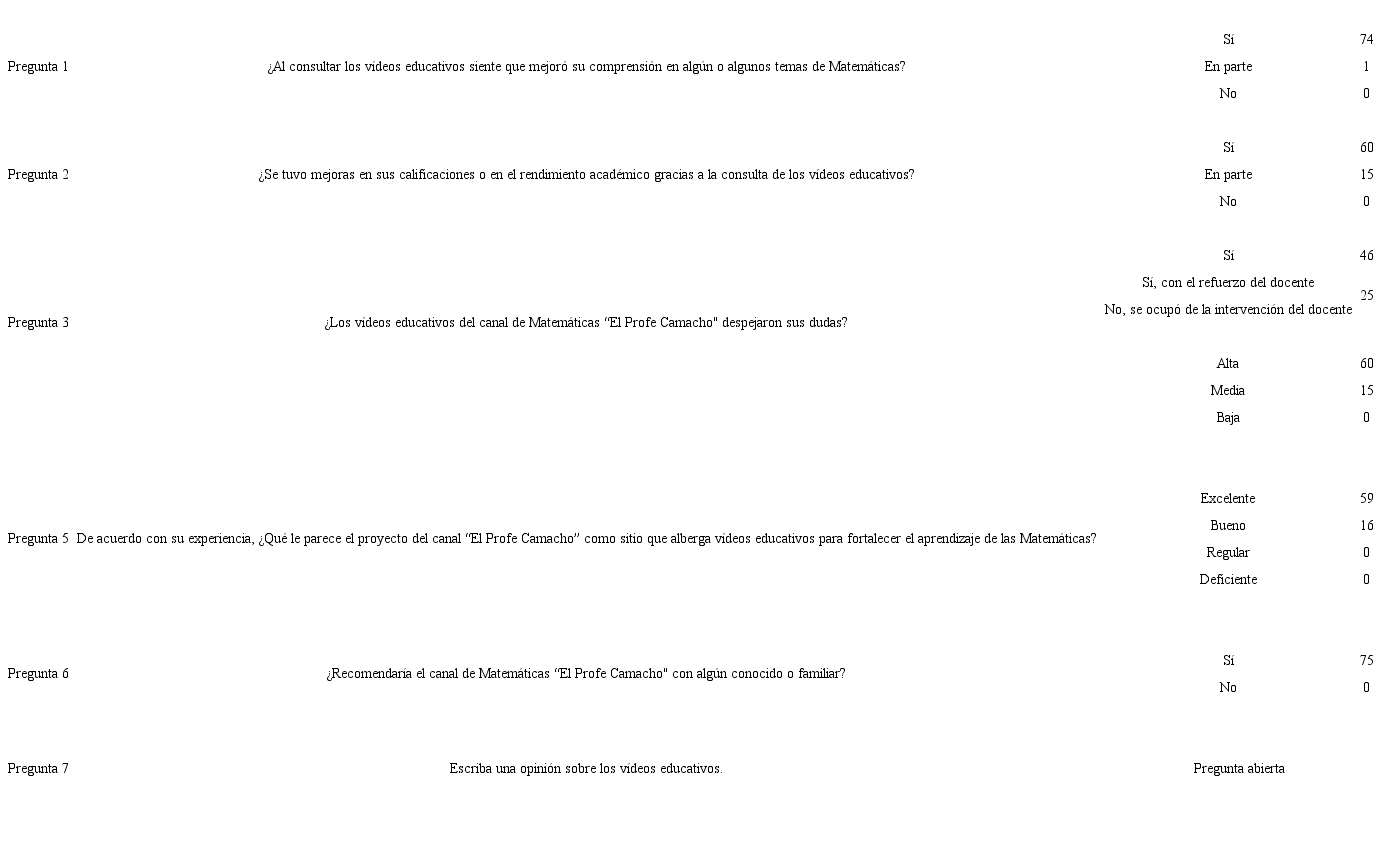 Sí 74
Pregunta 1 ¿Al consultar los vídeos educativos siente que mejoró su comprensión en algún o algunos temas de Matemáticas? En parte 1
No 0
Sí 60
Pregunta 2 ¿Se tuvo mejoras en sus calificaciones o en el rendimiento académico gracias a la consulta de los vídeos educativos? En parte 15
No 0
Sí 46
Sí, con el refuerzo del docente
25
No, se ocupó de la intervención del docente
Pregunta 3 ¿Los vídeos educativos del canal de Matemáticas “El Profe Camacho" despejaron sus dudas?
Alta 60
Media 15
Baja 0
Excelente 59
Bueno 16
Pregunta 5 De acuerdo con su experiencia, ¿Qué le parece el proyecto del canal “El Profe Camacho” como sitio que alberga vídeos educativos para fortalecer el aprendizaje de las Matemáticas?
Regular 0
Deficiente 0
Sí 75
Pregunta 6 ¿Recomendaría el canal de Matemáticas “El Profe Camacho" con algún conocido o familiar?
No 0
Pregunta 7 Escriba una opinión sobre los vídeos educativos. Pregunta abierta